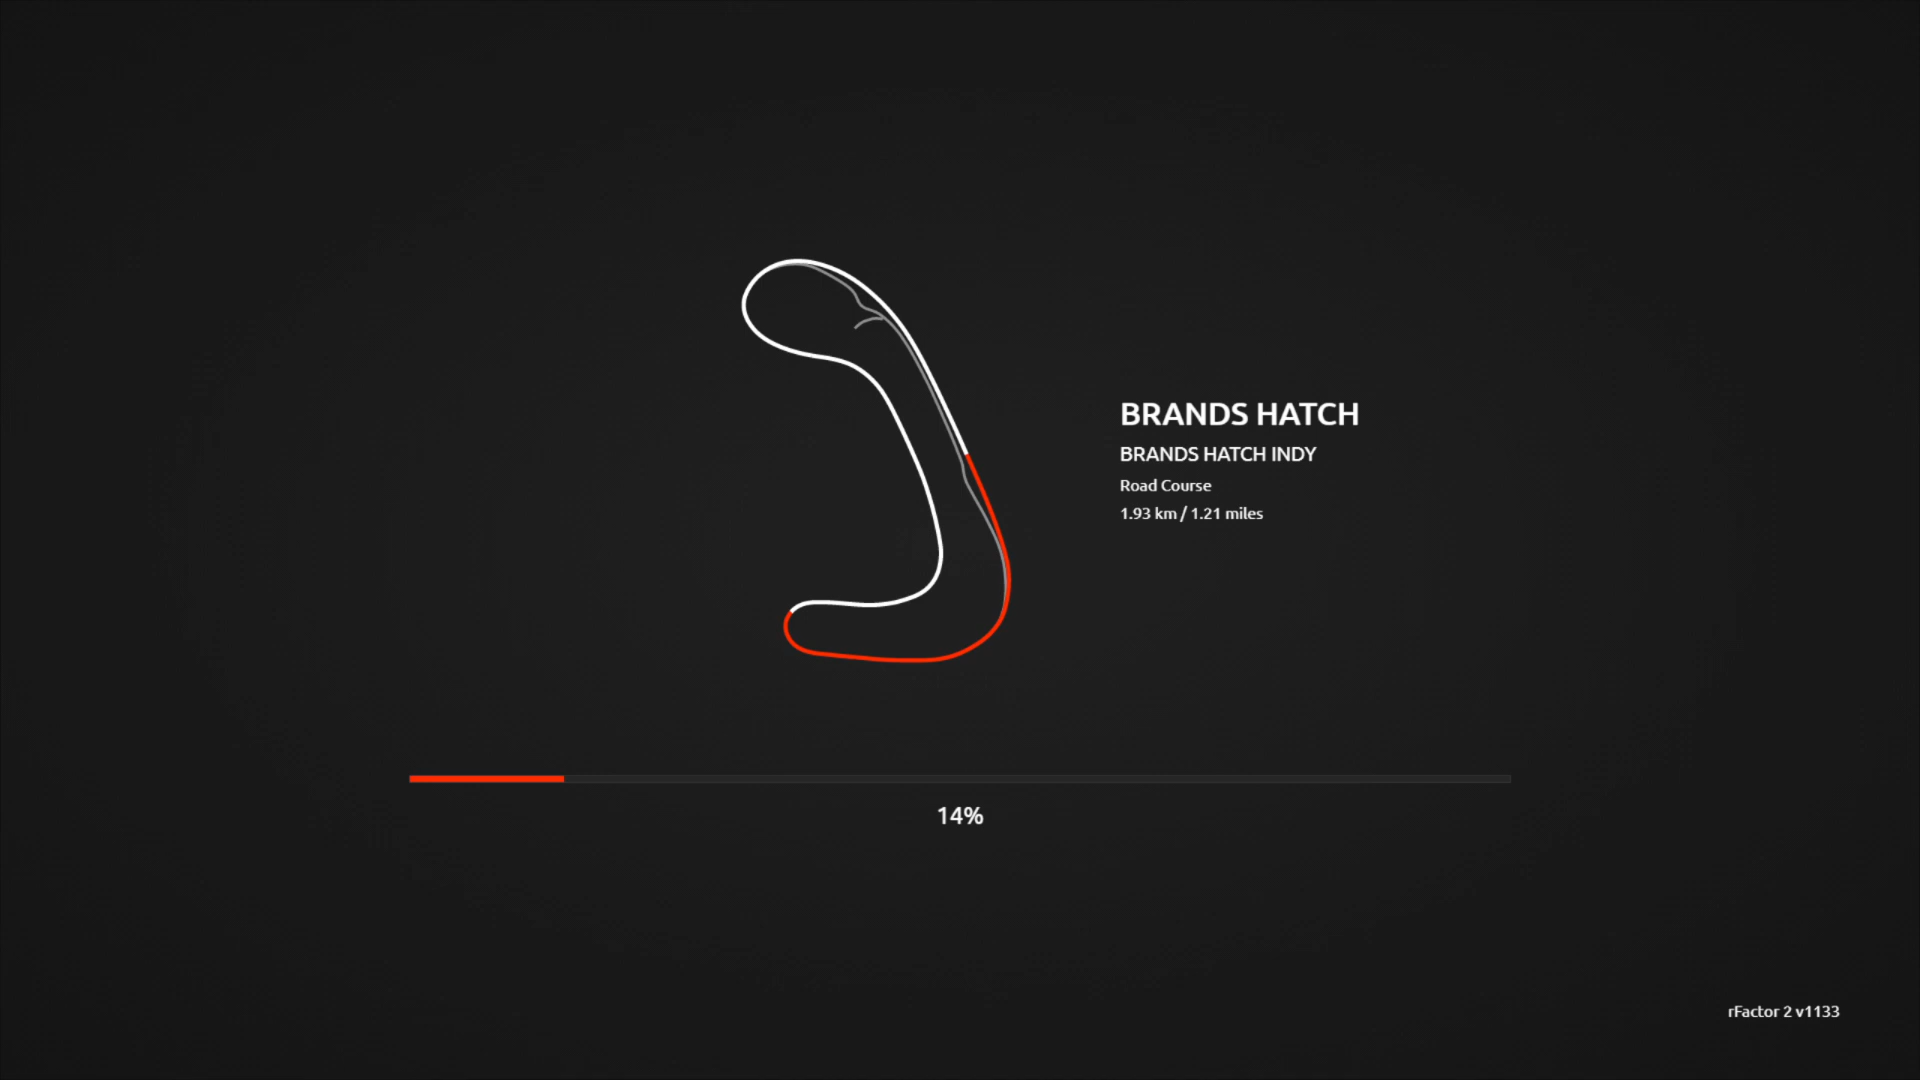 BRANDS HATCH
BRANDS HATCH INDY
Road Course
1.93 km / 1.21 miles
14%
rFactor 2 v1133